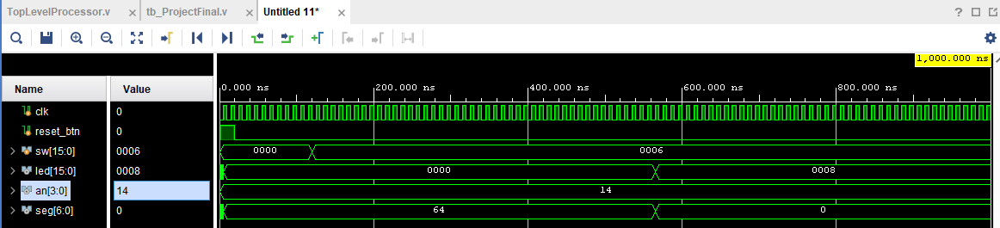 TopLevelProcessor.v × tb_ProjectFinal.v × Untitled 11* × ?
1,000.000 ns
Name Value 0.000 ns 200.000 ns 400.000 ns 600.000 ns 800.000 ns
clk 0
reset_btn 0
sw[15:0] 0006 0000 0006
led[15:0] 0008 0000 0008
an[3:0] 14 14
seg[6:0] 0 64 0